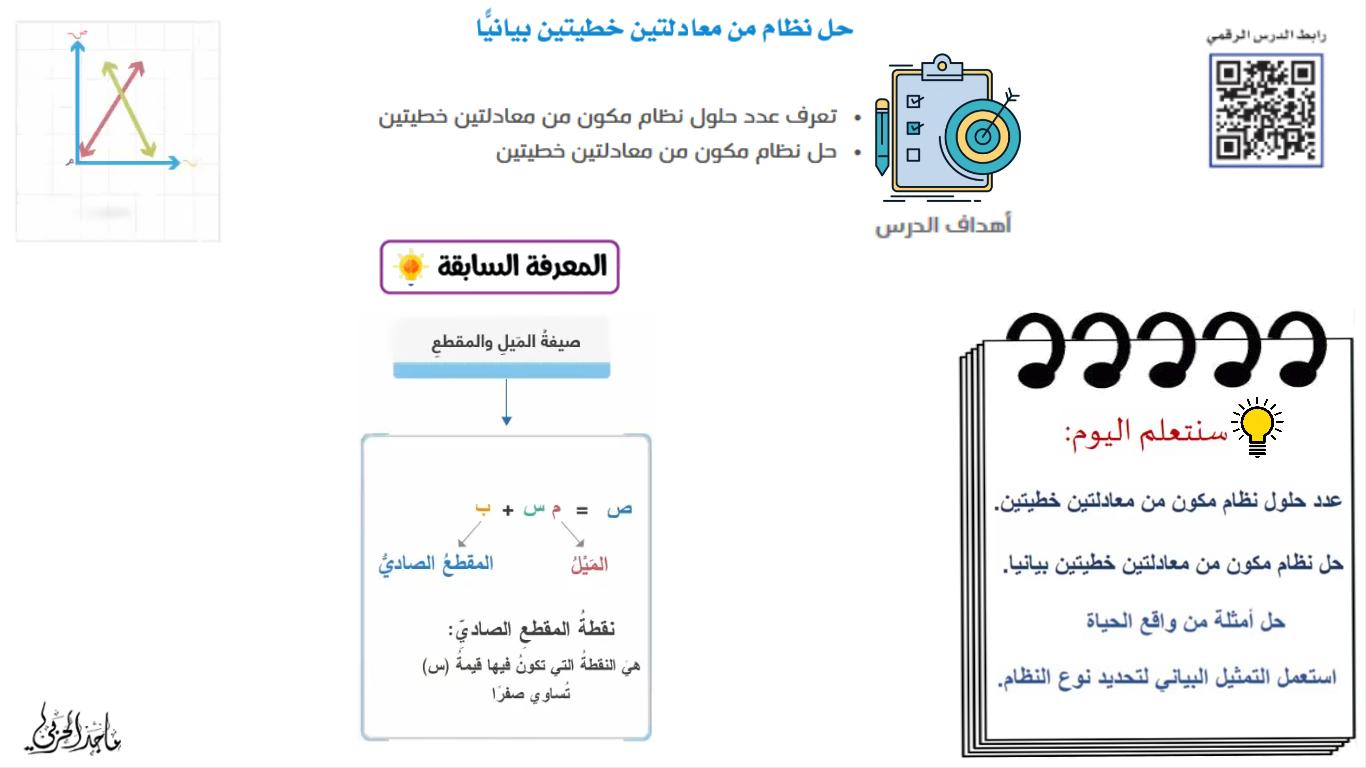 حل نظام من معادلتين خطيتين بيانيًّا
رابط الدرس الرقمي
تعرف عدد حلول نظام مكون من معادلتين خطيتين
حل نظام مكون من معادلتين خطيتين
أهداف الدرس
ص
س
م
المعرفة السابقة
صيغةُ المَيلِ والمقطعِ
ص = م س + ب
المَيْلُ
المقطعُ الصاديُّ
نقطةُ المقطعِ الصاديِّ:
هيَ النقطةُ التي تكونُ فيها قيمةُ (س)
تُساوي صفرًا
سنتعلم اليوم:
عدد حلول نظام مكون من معادلتين خطيتين.
حل نظام مكون من معادلتين خطيتين بيانيا.
حل أمثلة من واقع الحياة
استعمل التمثيل البياني لتحديد نوع النظام.